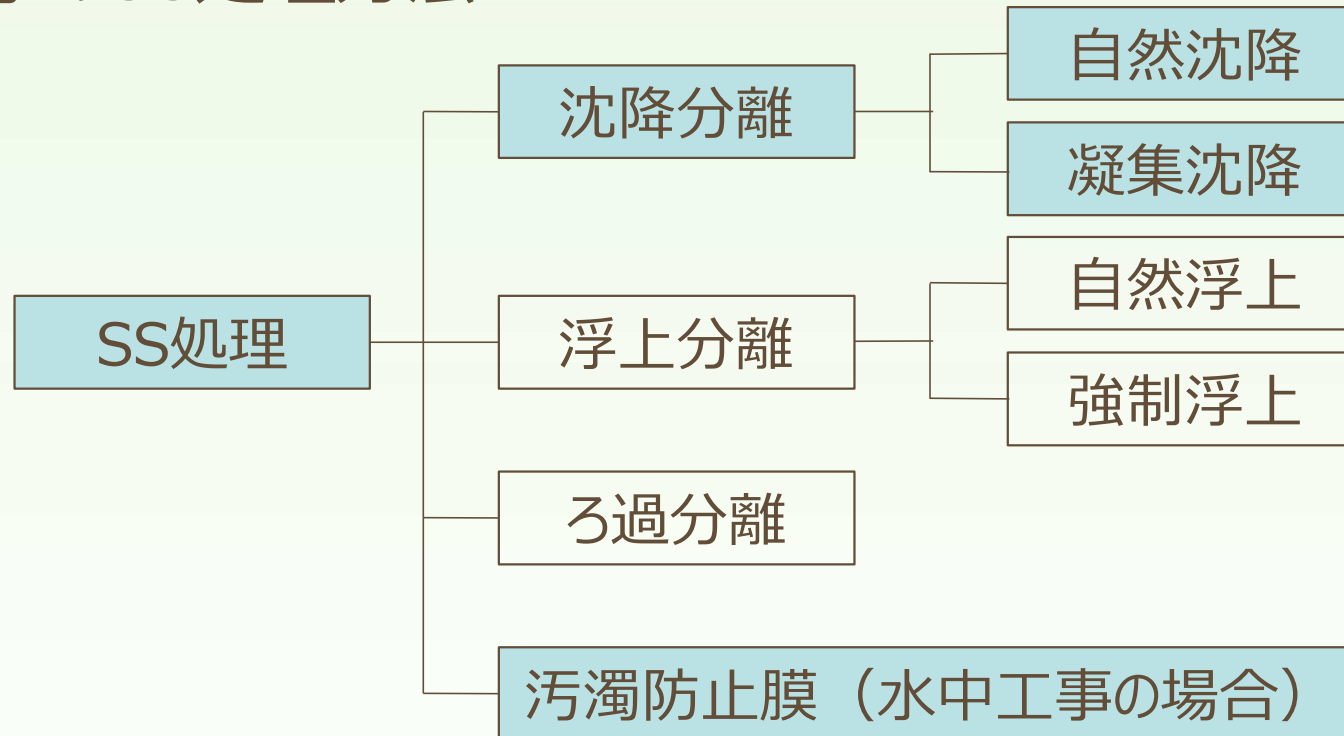 自然沈降
沈降分離
凝集沈降
自然浮上
SS処理
浮上分離
強制浮上
ろ過分離
汚濁防止膜（水中工事の場合）